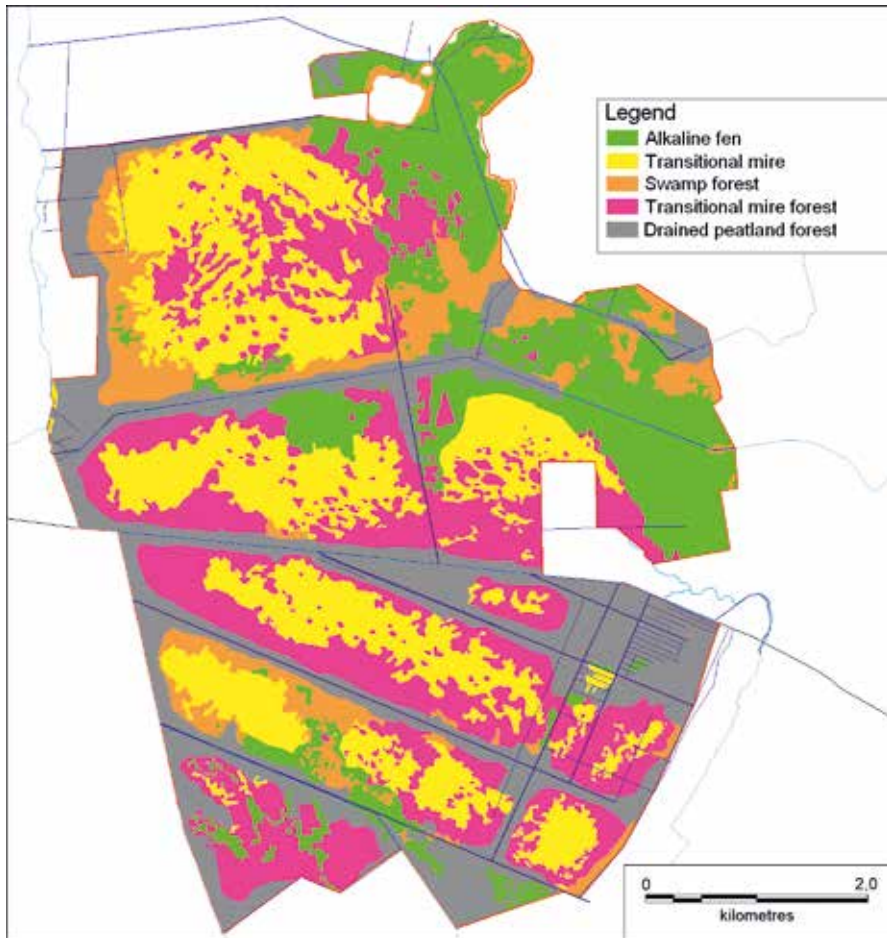 Legend
Alkaline fen
Transitional mire
Swamp forest
Transitional mire forest
Drained peatland forest
0 2,0
kilometres